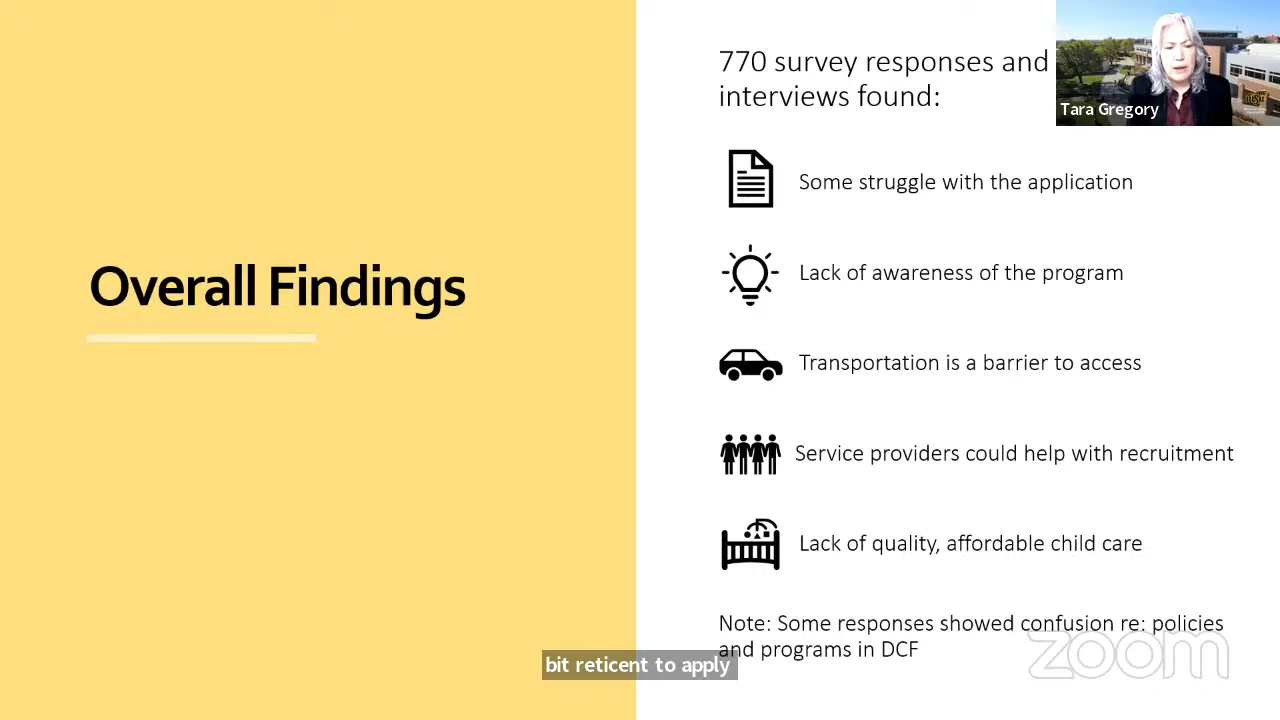 770 survey responses and
interviews found:
Tara Gregory
Some struggle with the application
Lack of awareness of the program
Overall Findings
Transportation is a barrier to access
Service providers could help with recruitment
Lack of quality, affordable child care
Note: Some responses showed confusion re: policies
and programs in DCF
bit reticent to apply
zoom